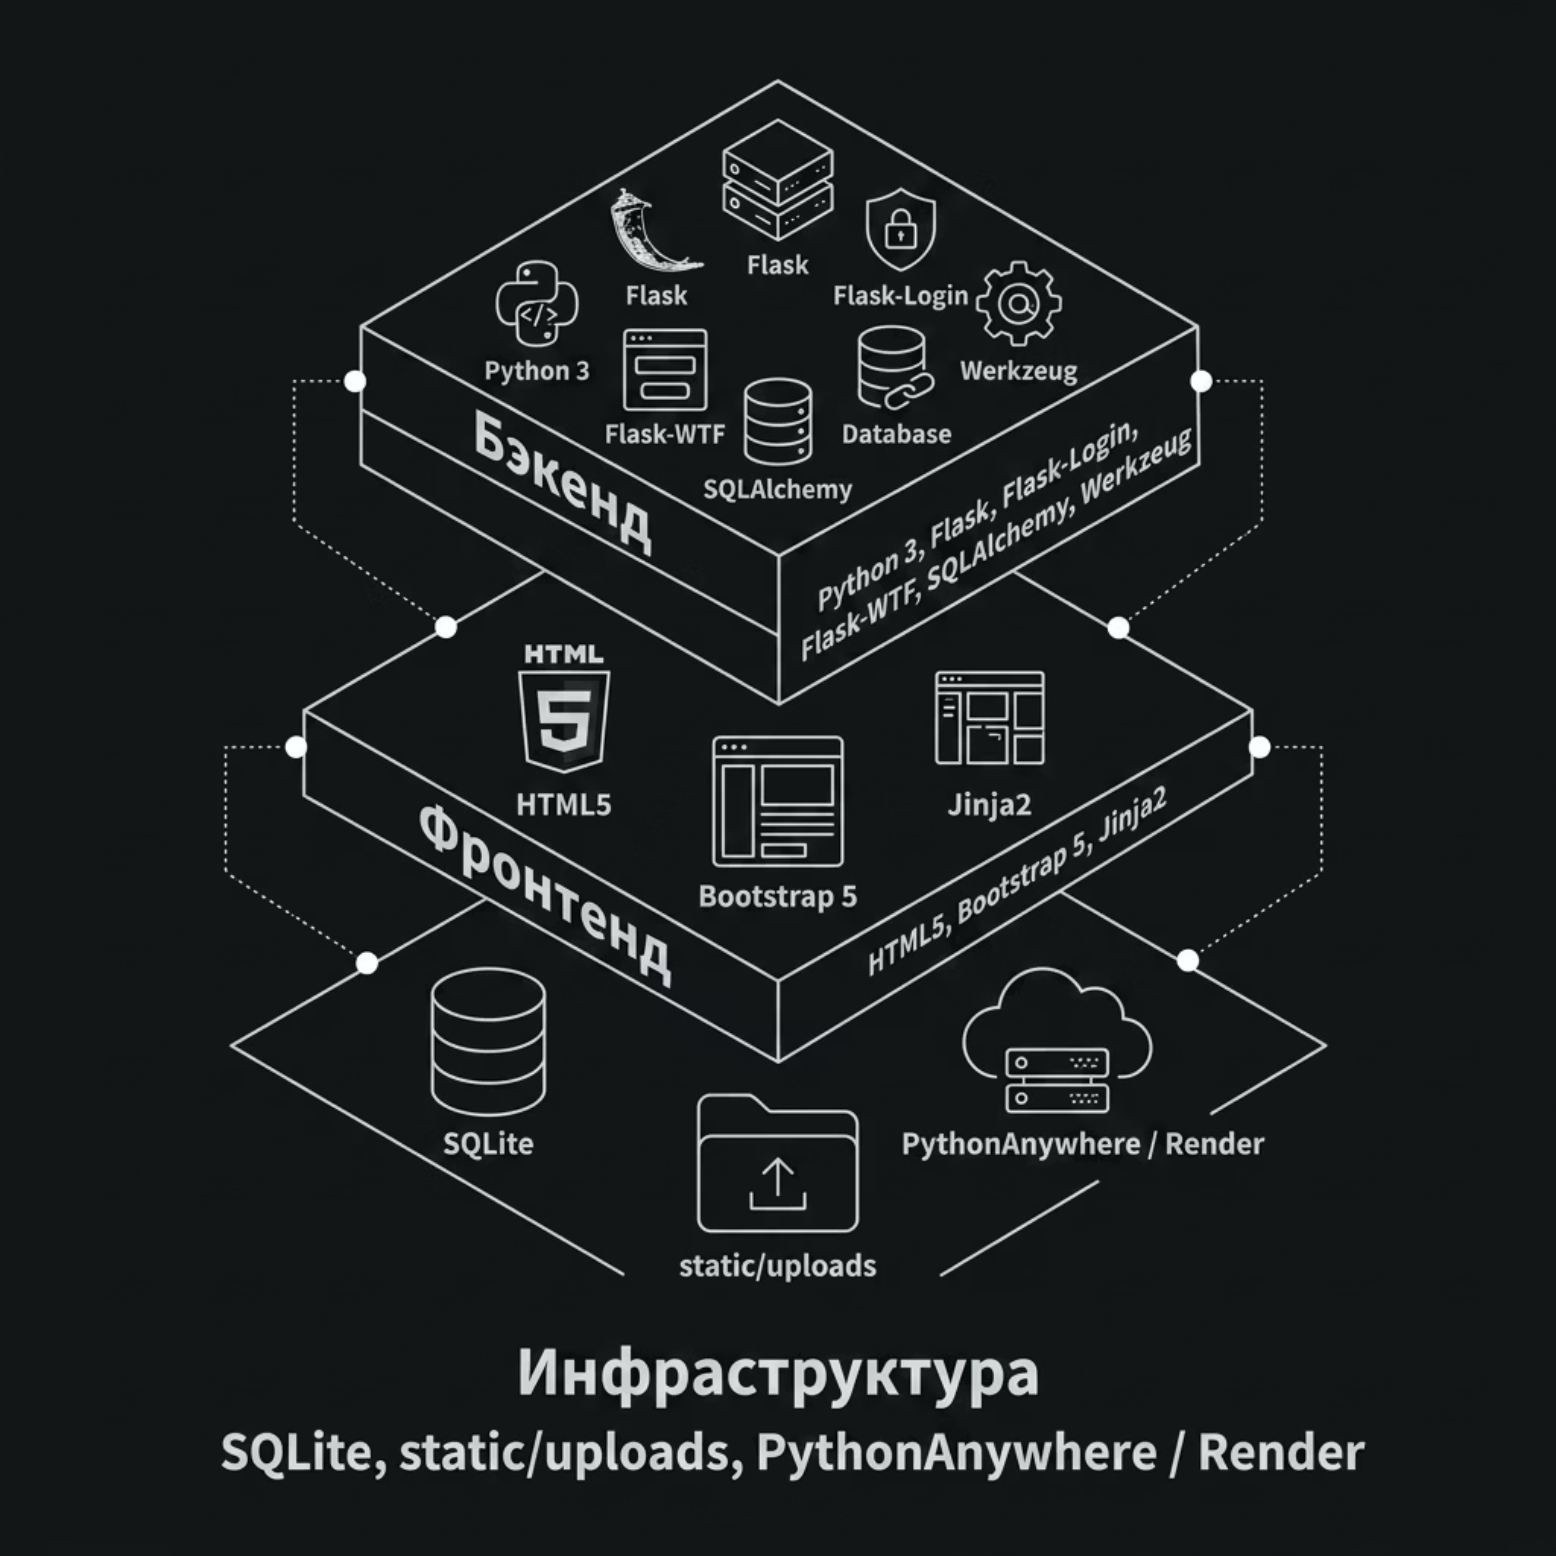 Flask
Flask
Flask-Login
Python 3
Werkzeug
</>
Flask-WTF
Database
SQLAlchemy
Бэкенд
Python 3, Flask, Flask-Login,
Flask-WTF, SQLAlchemy, Werkzeug
HTML
5
HTML5
Jinja2
Bootstrap 5
Фронтенд
HTML5, Bootstrap 5, Jinja2
SQLite
PythonAnywhere / Render
static/uploads
Инфраструктура
SQLite, static/uploads, PythonAnywhere / Render